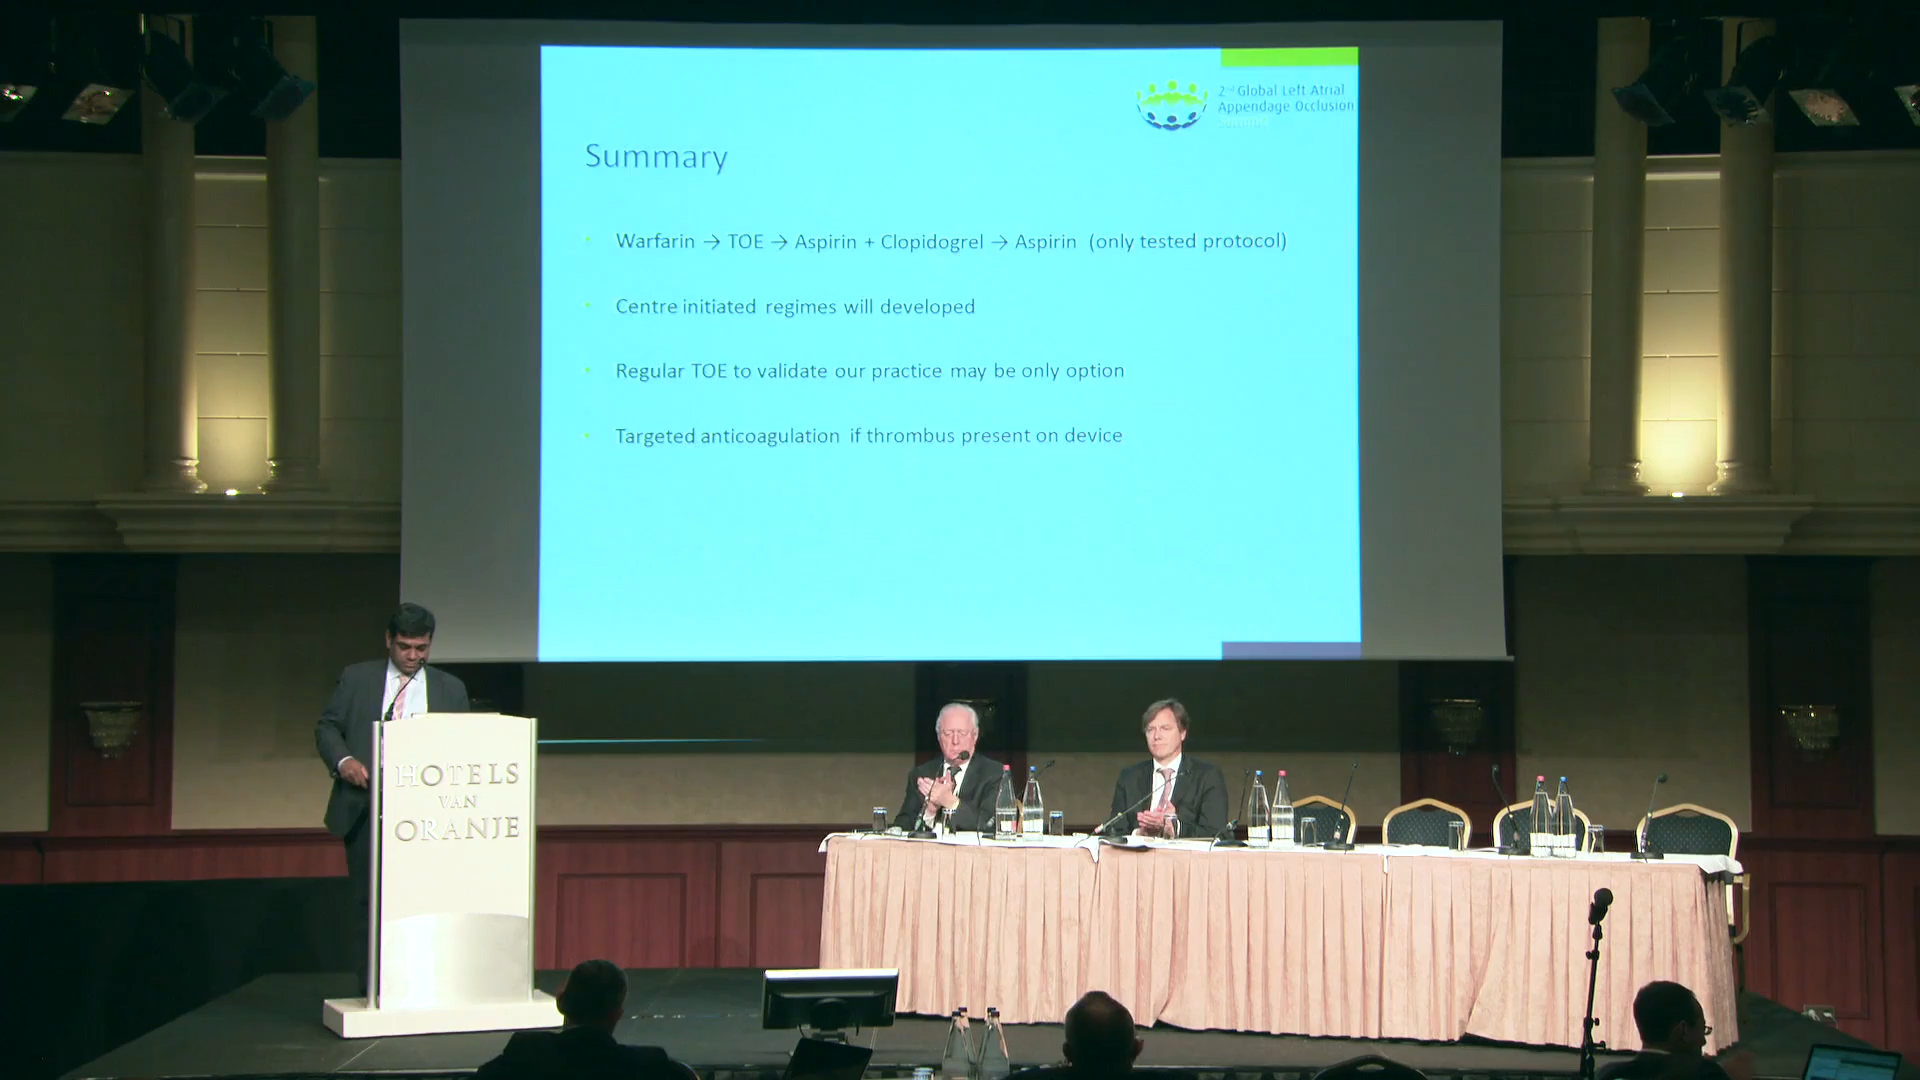 2nd Global Left Atrial
Appendage Occlusion
Summit
Summary
Warfarin → TOE → Aspirin + Clopidogrel → Aspirin (only tested protocol)
Centre initiated regimes will developed
Regular TOE to validate our practice may be only option
Targeted anticoagulation if thrombus present on device
HOTELS
VAN
ORANJE